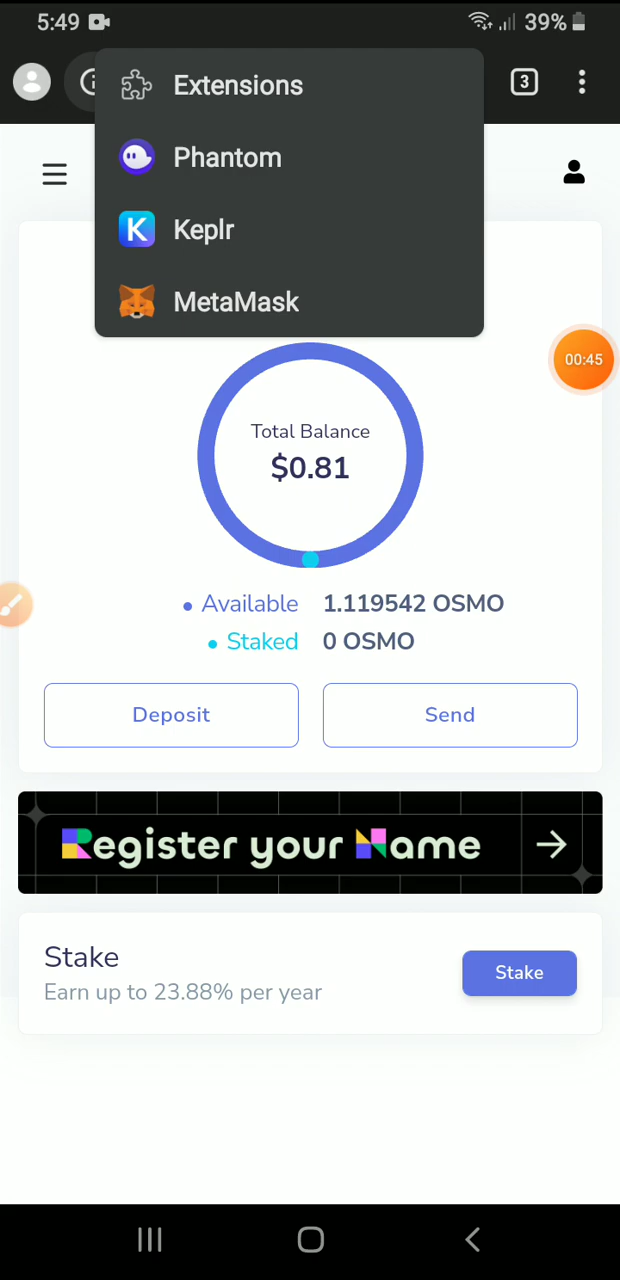 5:49
39%
3
Extensions
Phantom
Keplr
MetaMask
00:45
Total Balance
$0.81
Available 1.119542 OSMO
Staked 0 OSMO
Deposit
Send
Register your Name
Stake
Earn up to 23.88% per year
Stake